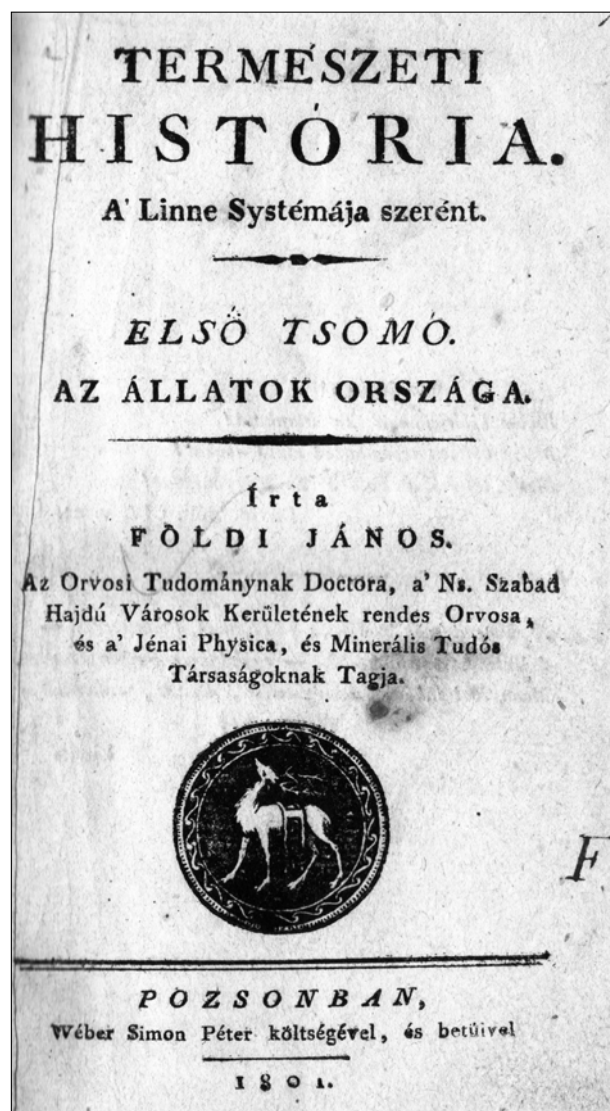 TERMÉSZETI
HISTÓRIA.
A' Linne Systémája szerént.
ELSŐ TSOMÓ.
AZ ÁLLATOK ORSZÁGA.
Írta
FÖLDI JÁNOS.
Az Orvosi Tudománynak Doctora, a' Ns. Szabad
Hajdú Városok Kerűletének rendes Orvosa,
és a' Jénai Physica, és Minerális Tudós
Társaságoknak Tagja.
F
POZSONBAN,
Wéber Simon Péter költségével, és betűivel
1801.